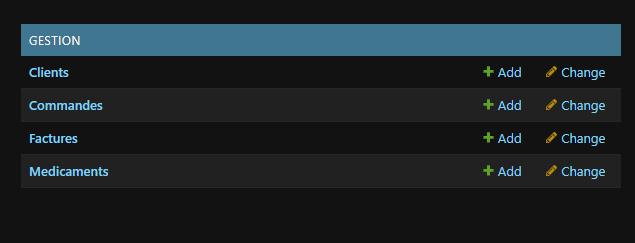 GESTION
Clients Add Change
Commandes Add Change
Factures Add Change
Medicaments Add Change